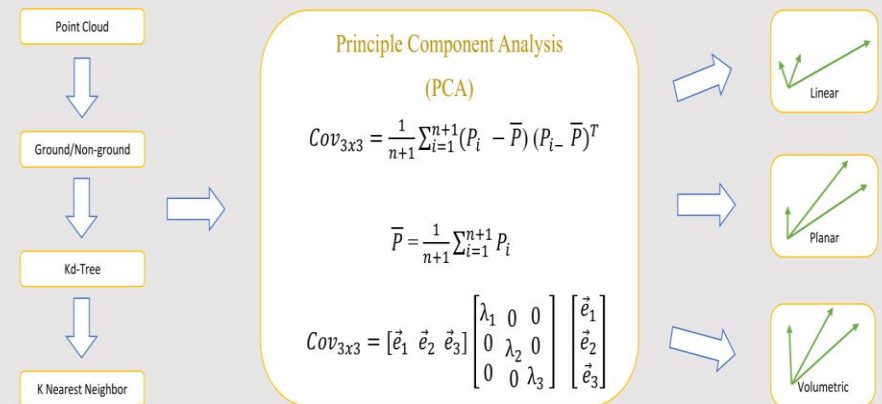 Point Cloud
Ground/Non-ground
Kd-Tree
K Nearest Neighbor
Principle Component Analysis
(PCA)
Cov₃ₓ₃ = 1/(n+1) ∑ᵢ₌₁ⁿ⁺¹ (Pᵢ − P̅) (Pᵢ₋ P̅)ᵀ
P̅ = 1/(n+1) ∑ᵢ₌₁ⁿ⁺¹ Pᵢ
Cov₃ₓ₃ = [e⃗₁ e⃗₂ e⃗₃] [λ₁ 0 0; 0 λ₂ 0; 0 0 λ₃] [e⃗₁; e⃗₂; e⃗₃]
Linear
Planar
Volumetric